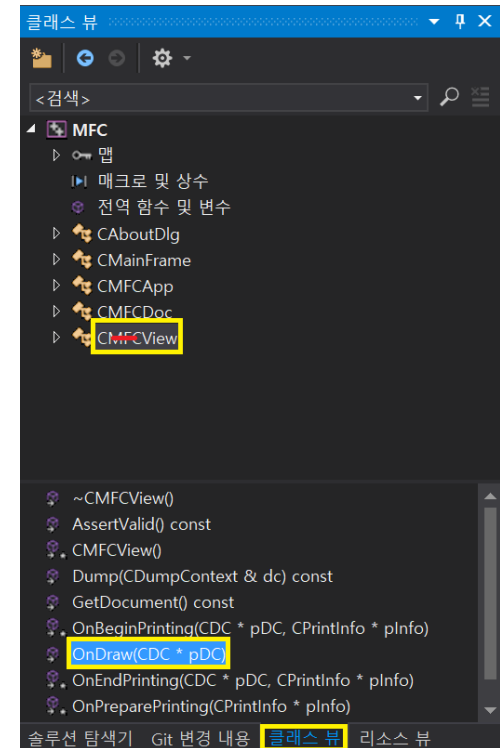 클래스 뷰
<검색>
MFC
맵
매크로 및 상수
전역 함수 및 변수
CAboutDlg
CMainFrame
CMFCApp
CMFCDoc
CMFCView
~CMFCView()
AssertValid() const
CMFCView()
Dump(CDumpContext & dc) const
GetDocument() const
OnBeginPrinting(CDC * pDC, CPrintInfo * pInfo)
OnDraw(CDC * pDC)
OnEndPrinting(CDC * pDC, CPrintInfo * pInfo)
OnPreparePrinting(CPrintInfo * pInfo)
솔루션 탐색기 Git 변경 내용 클래스 뷰 리소스 뷰